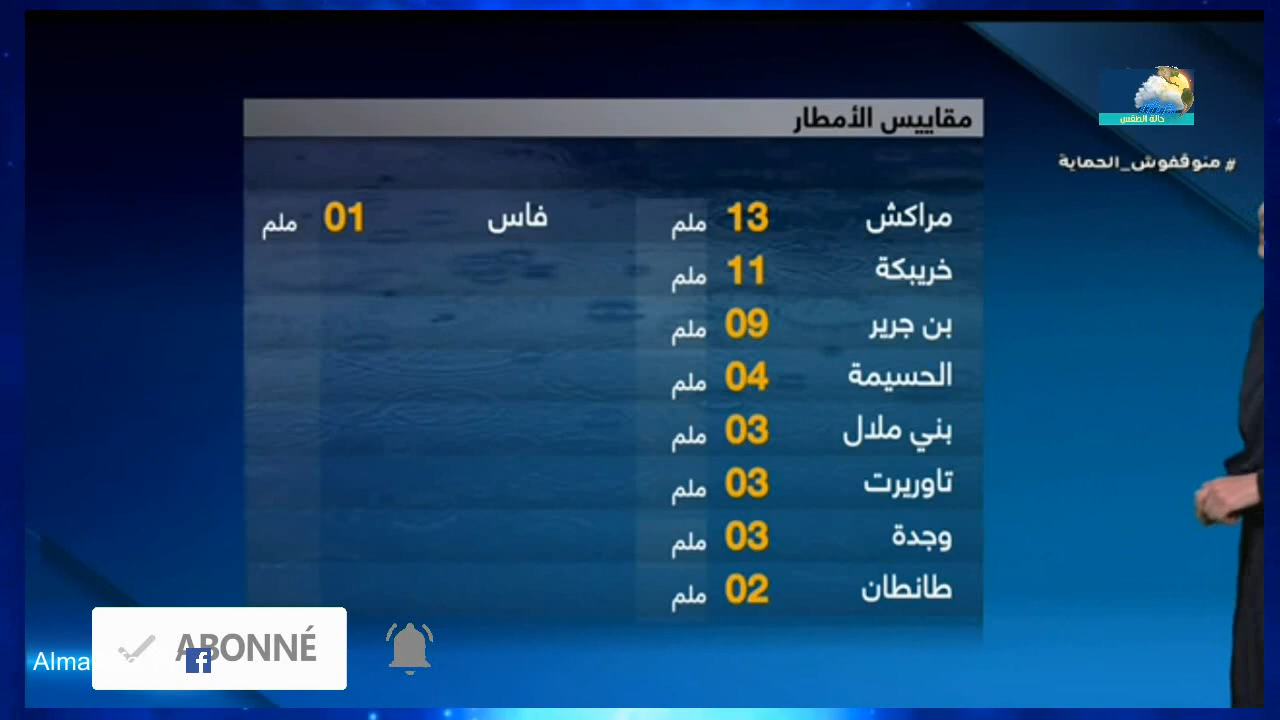 مقاييس الأمطار
حالة الطقس
# منوقفوش_الحماية
مراكش 13 ملم فاس 01 ملم
خريبكة 11 ملم
بن جرير 09 ملم
الحسيمة 04 ملم
بني ملال 03 ملم
تاوريرت 03 ملم
وجدة 03 ملم
طانطان 02 ملم
ABONNÉ